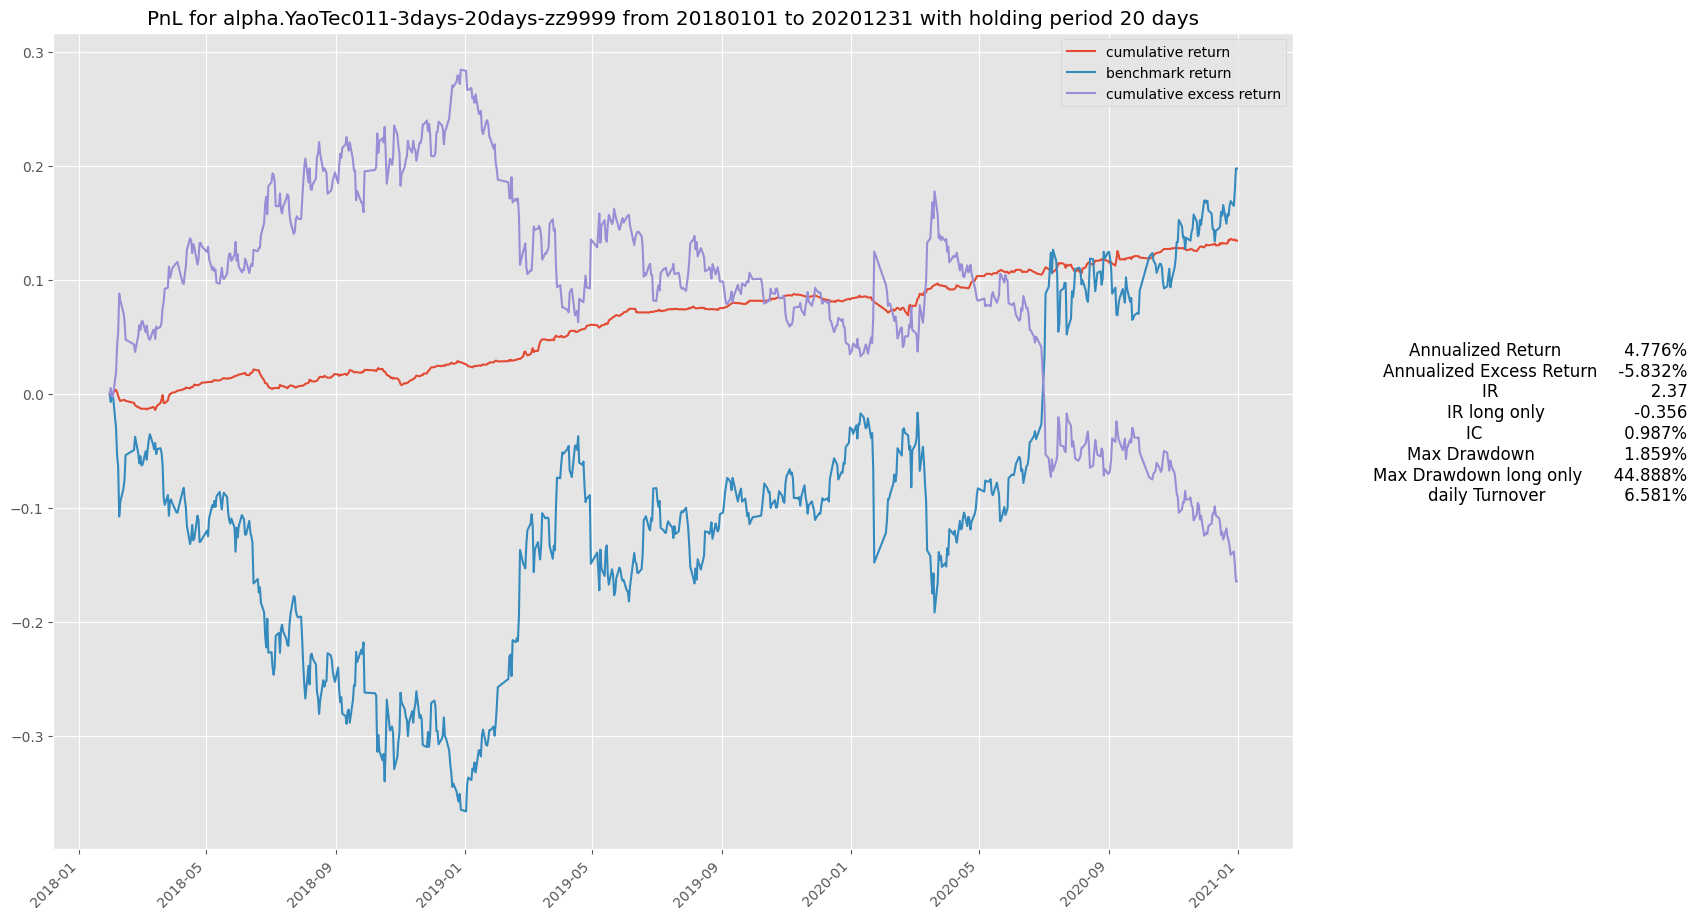 PnL for alpha.YaoTec011-3days-20days-zz9999 from 20180101 to 20201231 with holding period 20 days
cumulative return
benchmark return
cumulative excess return
0.3
0.2
0.1
0.0
−0.1
−0.2
−0.3
2018-01
2018-05
2018-09
2019-01
2019-05
2019-09
2020-01
2020-05
2020-09
2021-01
Annualized Return 4.776%
Annualized Excess Return -5.832%
IR 2.37
IR long only -0.356
IC 0.987%
Max Drawdown 1.859%
Max Drawdown long only 44.888%
daily Turnover 6.581%